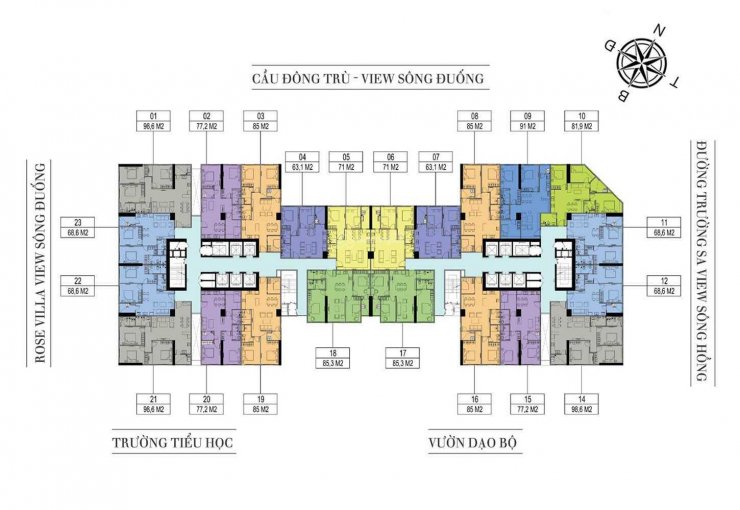 CẦU ĐÔNG TRÙ - VIEW SÔNG ĐUỐNG
N
Đ
T
B
01
98,6 M2
02
77,2 M2
03
85 M2
08
85 M2
09
91 M2
10
81,9 M2
04
63,1 M2
05
71 M2
06
71 M2
07
63,1 M2
ROSE VILLA VIEW SÔNG ĐUỐNG
ĐƯỜNG TRƯỜNG SA VIEW SÔNG HỒNG
23
68,6 M2
11
68,6 M2
22
68,6 M2
12
68,6 M2
18
85,3 M2
17
85,3 M2
21
98,6 M2
20
77,2 M2
19
85 M2
16
85 M2
15
77,2 M2
14
98,6 M2
TRƯỜNG TIỂU HỌC
VƯỜN DẠO BỘ